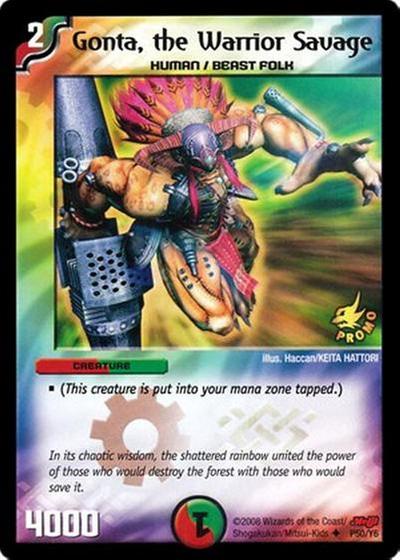 2 Gonta, the Warrior Savage
HUMAN / BEAST FOLK
PROMO
illus. Haccan/KEITA HATTORI
CREATURE
▪ (This creature is put into your mana zone tapped.)
In its chaotic wisdom, the shattered rainbow united the power
of those who would destroy the forest with those who would
save it.
4000
1
©2008 Wizards of the Coast/
Shogakukan/Mitsui-Kids ♦ P50/Y6